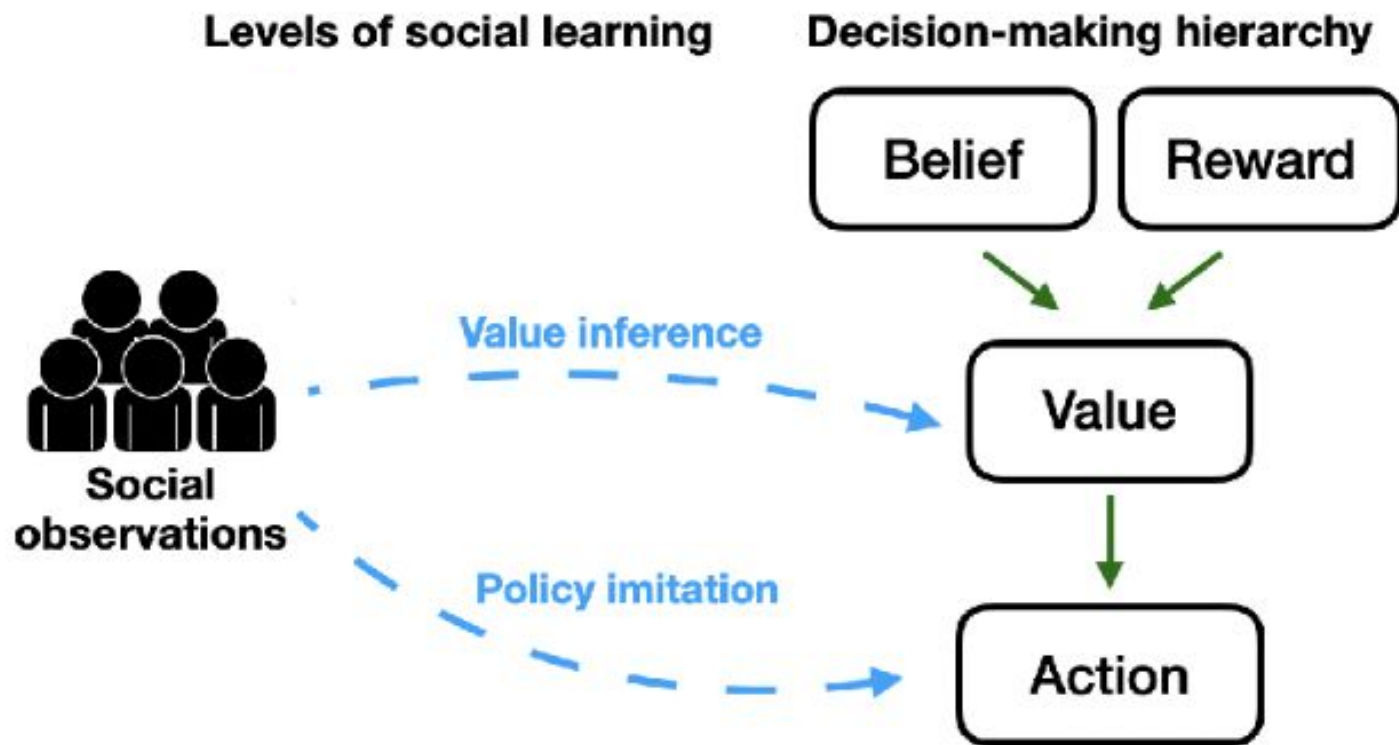 Levels of social learning
Decision-making hierarchy
Belief
Reward
Value inference
Value
Social
observations
Policy imitation
Action